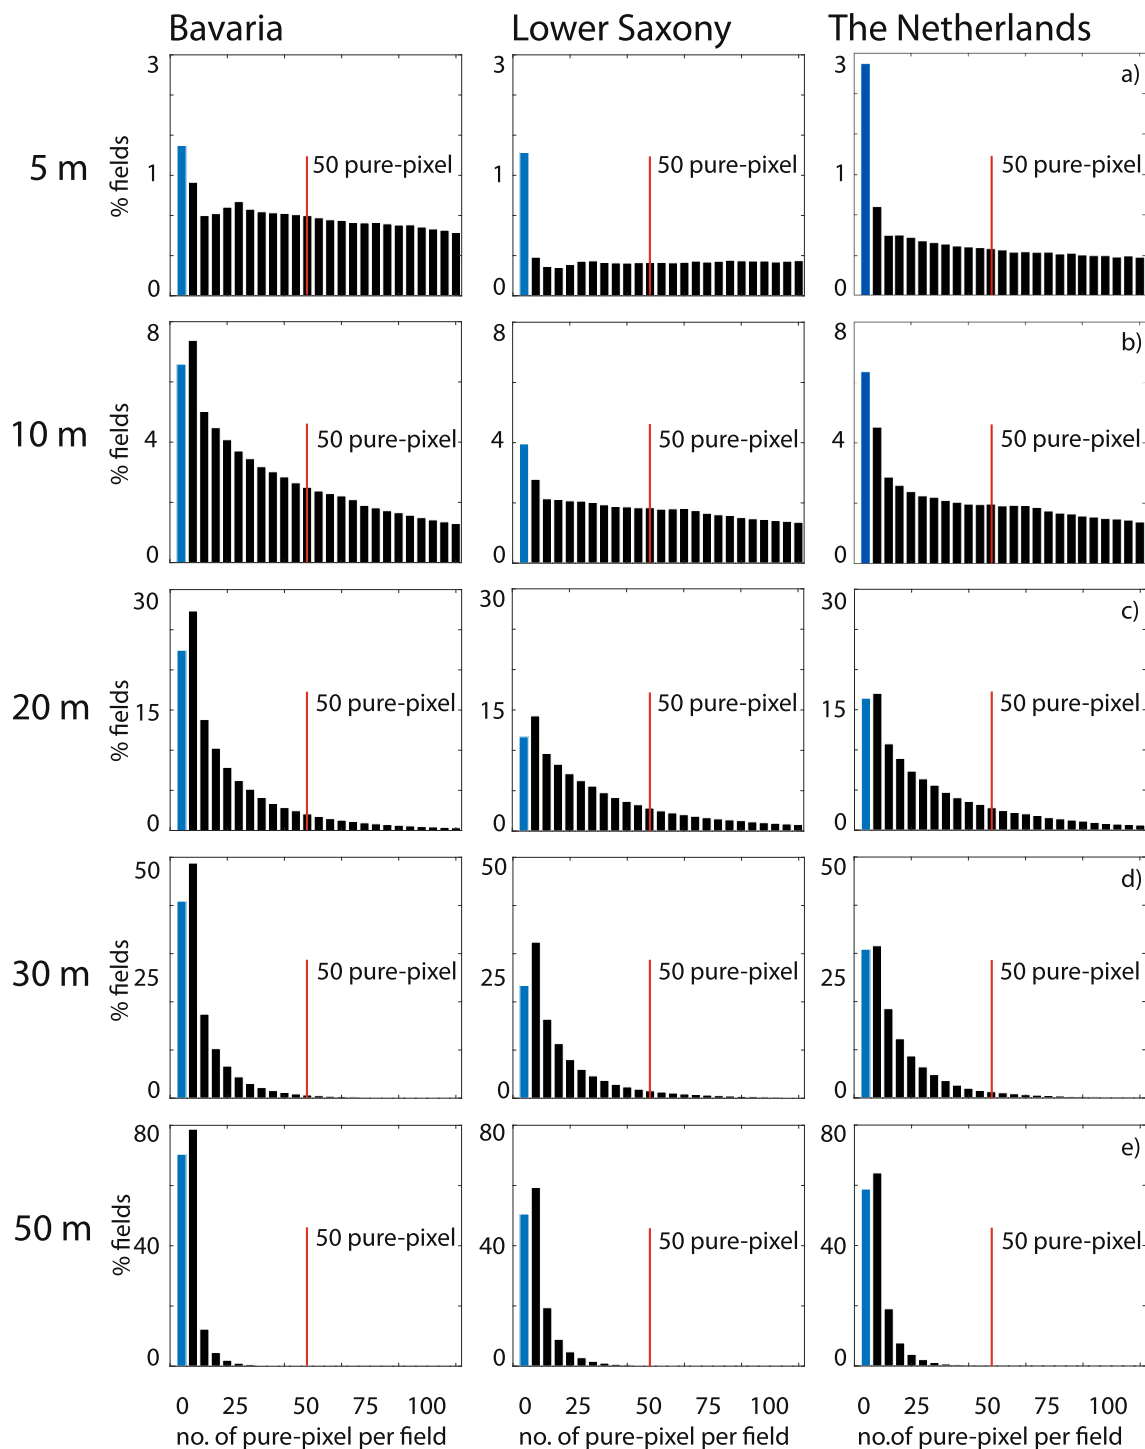 Bavaria Lower Saxony The Netherlands
5 m % fields 3 1 0 50 pure-pixel 3 1 0 50 pure-pixel 3 1 0 50 pure-pixel a)
10 m % fields 8 4 0 50 pure-pixel 8 4 0 50 pure-pixel 8 4 0 50 pure-pixel b)
20 m % fields 30 15 0 50 pure-pixel 30 15 0 50 pure-pixel 30 15 0 50 pure-pixel c)
30 m % fields 50 25 0 50 pure-pixel 50 25 0 50 pure-pixel 50 25 0 50 pure-pixel d)
50 m % fields 80 40 0 50 pure-pixel 80 40 0 50 pure-pixel 80 40 0 50 pure-pixel e)
0 25 50 75 100 0 25 50 75 100 0 25 50 75 100
no. of pure-pixel per field no. of pure-pixel per field no.of pure-pixel per field